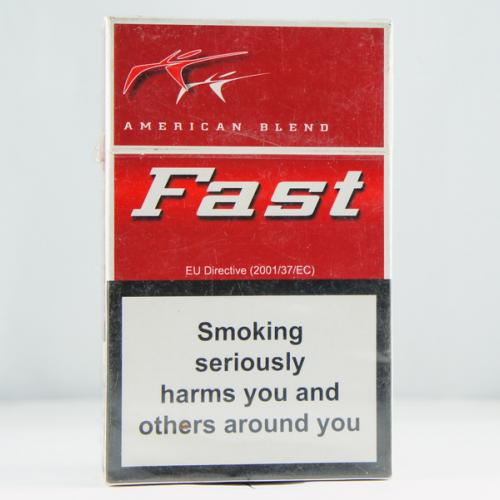 AMERICAN BLEND
Fast
EU Directive (2001/37/EC)
Smoking
seriously
harms you and
others around you